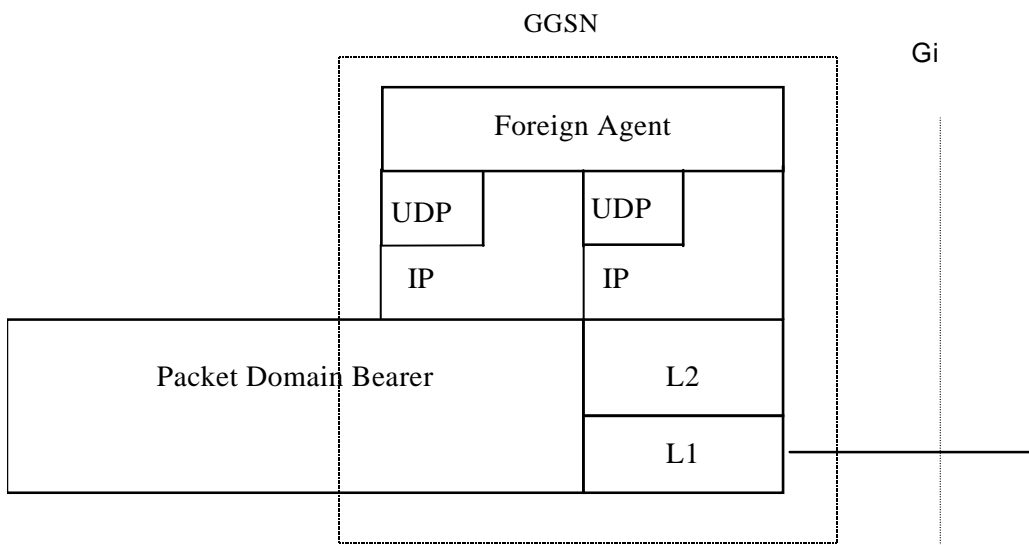 GGSN
Gi
Foreign Agent
UDP
UDP
IP
IP
Packet Domain Bearer
L2
L1